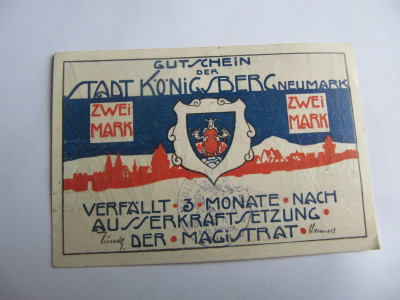 GUTSCHEIN
DER
STADT KÖNIGSBERG NEUMARK
ZWEI MARK
ZWEI MARK
VERFÄLLT • 3 • MONATE • NACH
AUSSERKRAFTSETZUNG •
DER • MAGISTRAT •